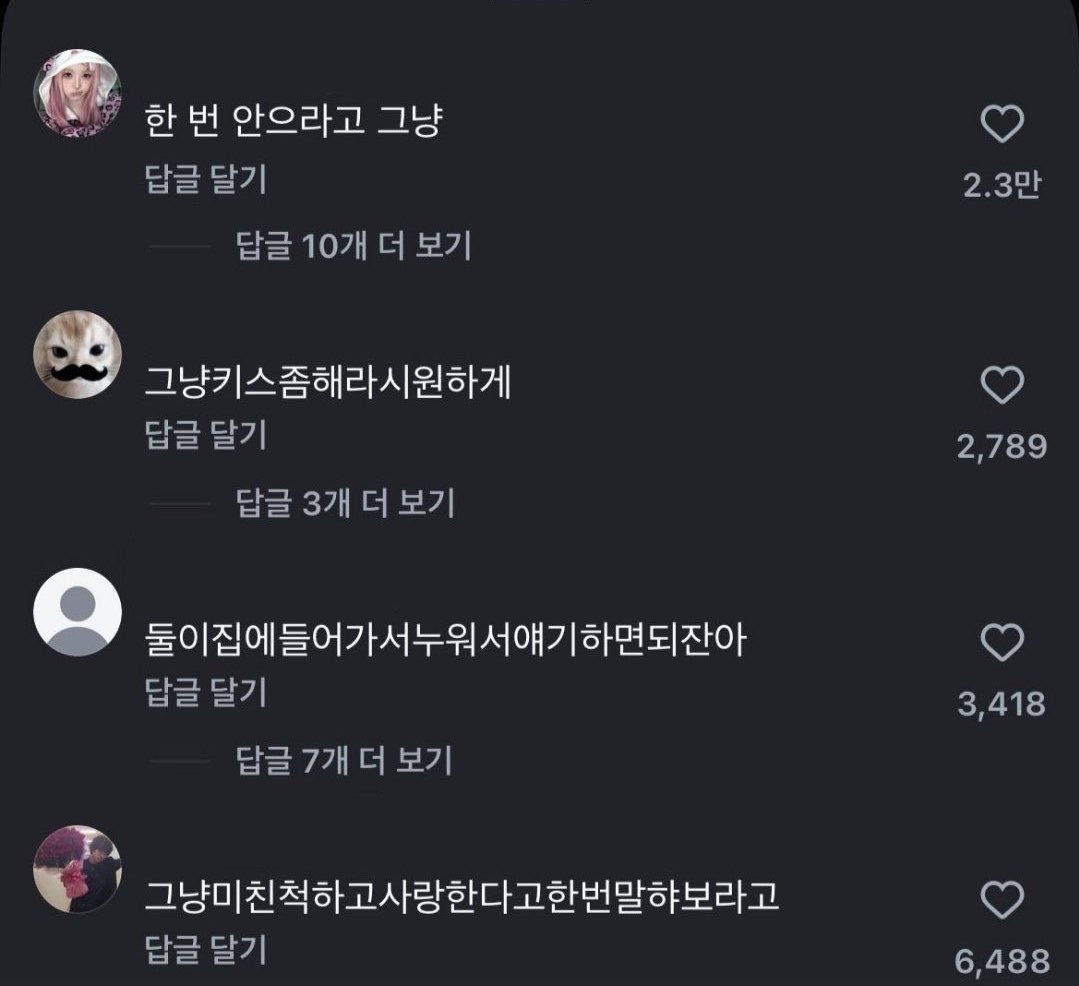 한 번 안으라고 그냥
답글 달기
2.3만
답글 10개 더 보기
그냥키스좀해라시원하게
답글 달기
2,789
답글 3개 더 보기
둘이집에들어가서누워서얘기하면되잔아
답글 달기
3,418
답글 7개 더 보기
그냥미친척하고사랑한다고한번말햐보라고
답글 달기
6,488